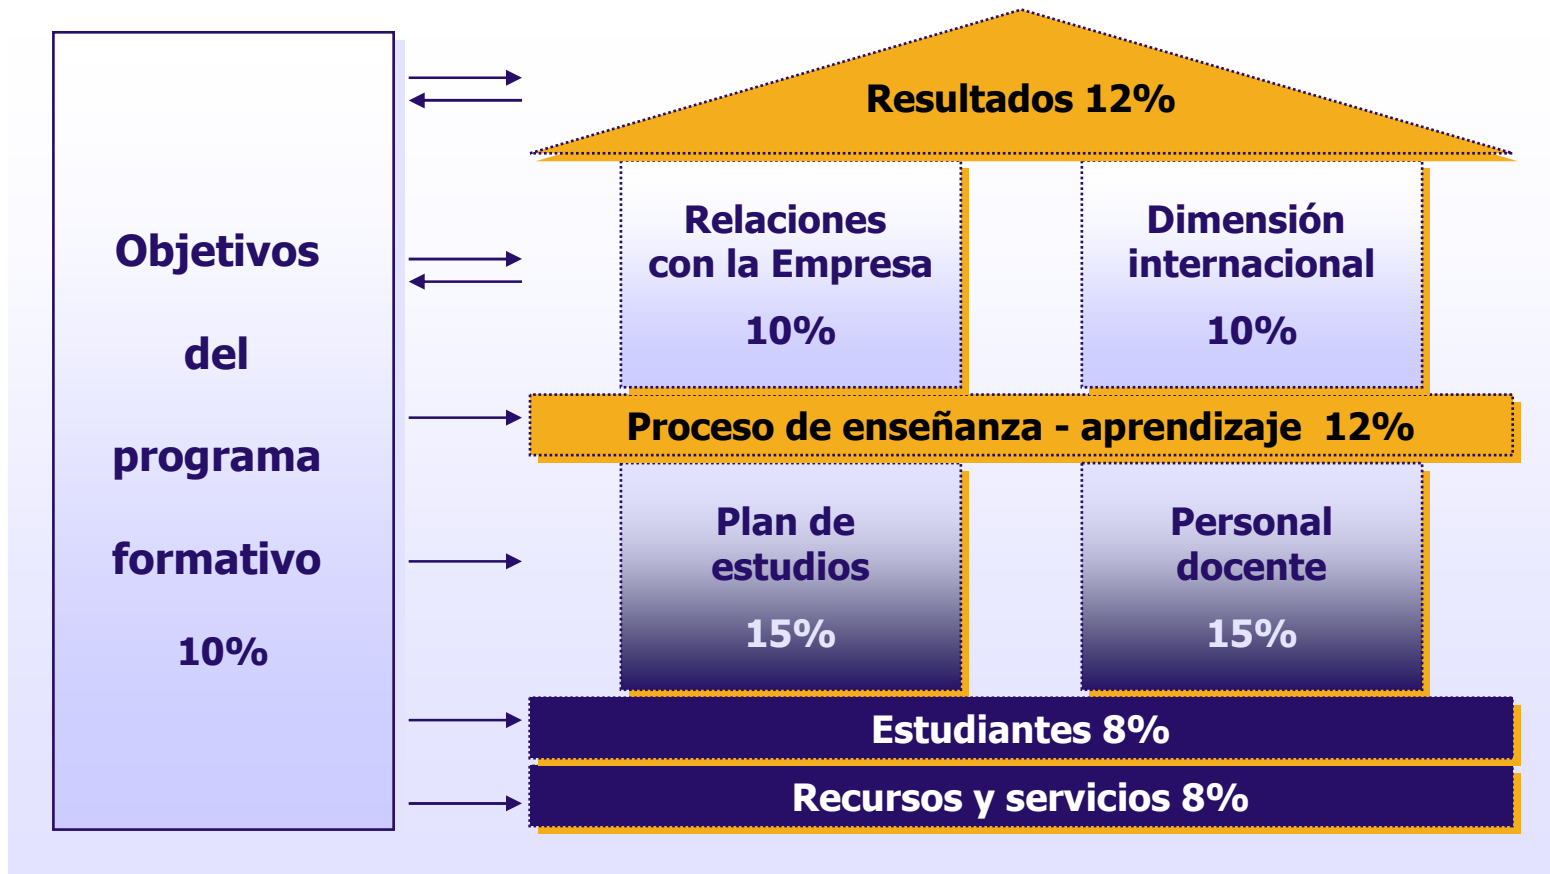 Objetivos
del
programa
formativo
10%
Resultados 12%
Relaciones
con la Empresa
10%
Dimensión
internacional
10%
Proceso de enseñanza - aprendizaje 12%
Plan de
estudios
15%
Personal
docente
15%
Estudiantes 8%
Recursos y servicios 8%